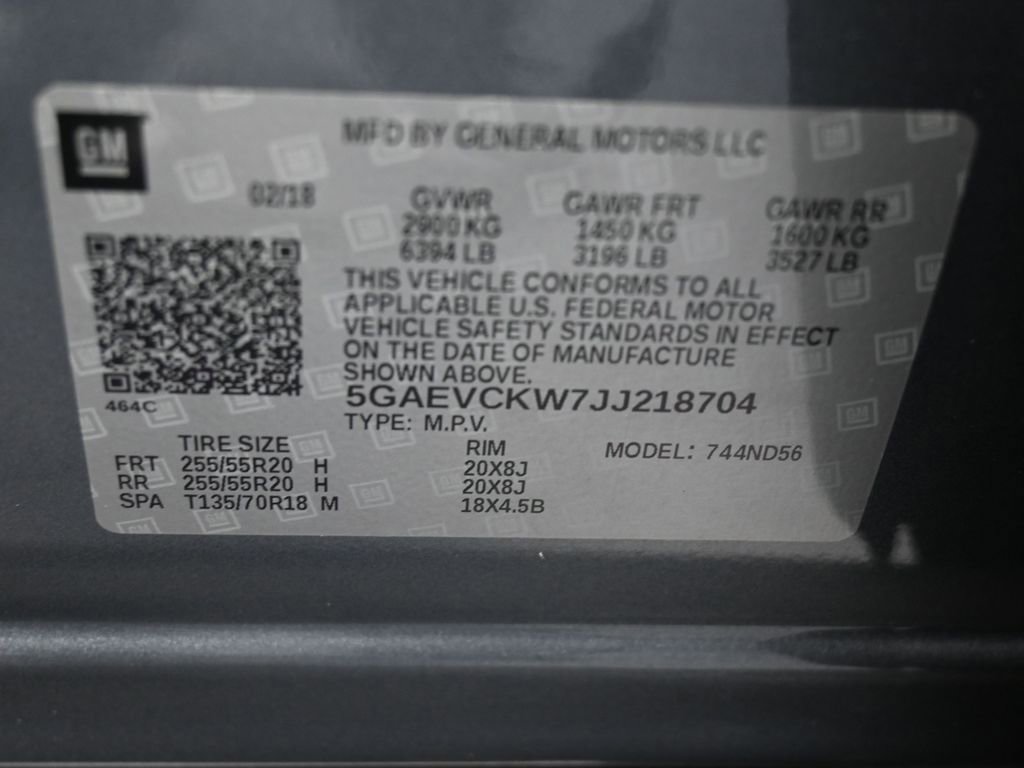 GM
MFD BY GENERAL MOTORS LLC
02/18
GVWR GAWR FRT GAWR RR
2900 KG 1450 KG 1600 KG
6394 LB 3196 LB 3527 LB
THIS VEHICLE CONFORMS TO ALL
APPLICABLE U.S. FEDERAL MOTOR
VEHICLE SAFETY STANDARDS IN EFFECT
ON THE DATE OF MANUFACTURE
SHOWN ABOVE.
5GAEVCKW7JJ218704
464C
TYPE: M.P.V.
TIRE SIZE RIM MODEL: 744ND56
FRT 255/55R20 H 20X8J
RR 255/55R20 H 20X8J
SPA T135/70R18 M 18X4.5B